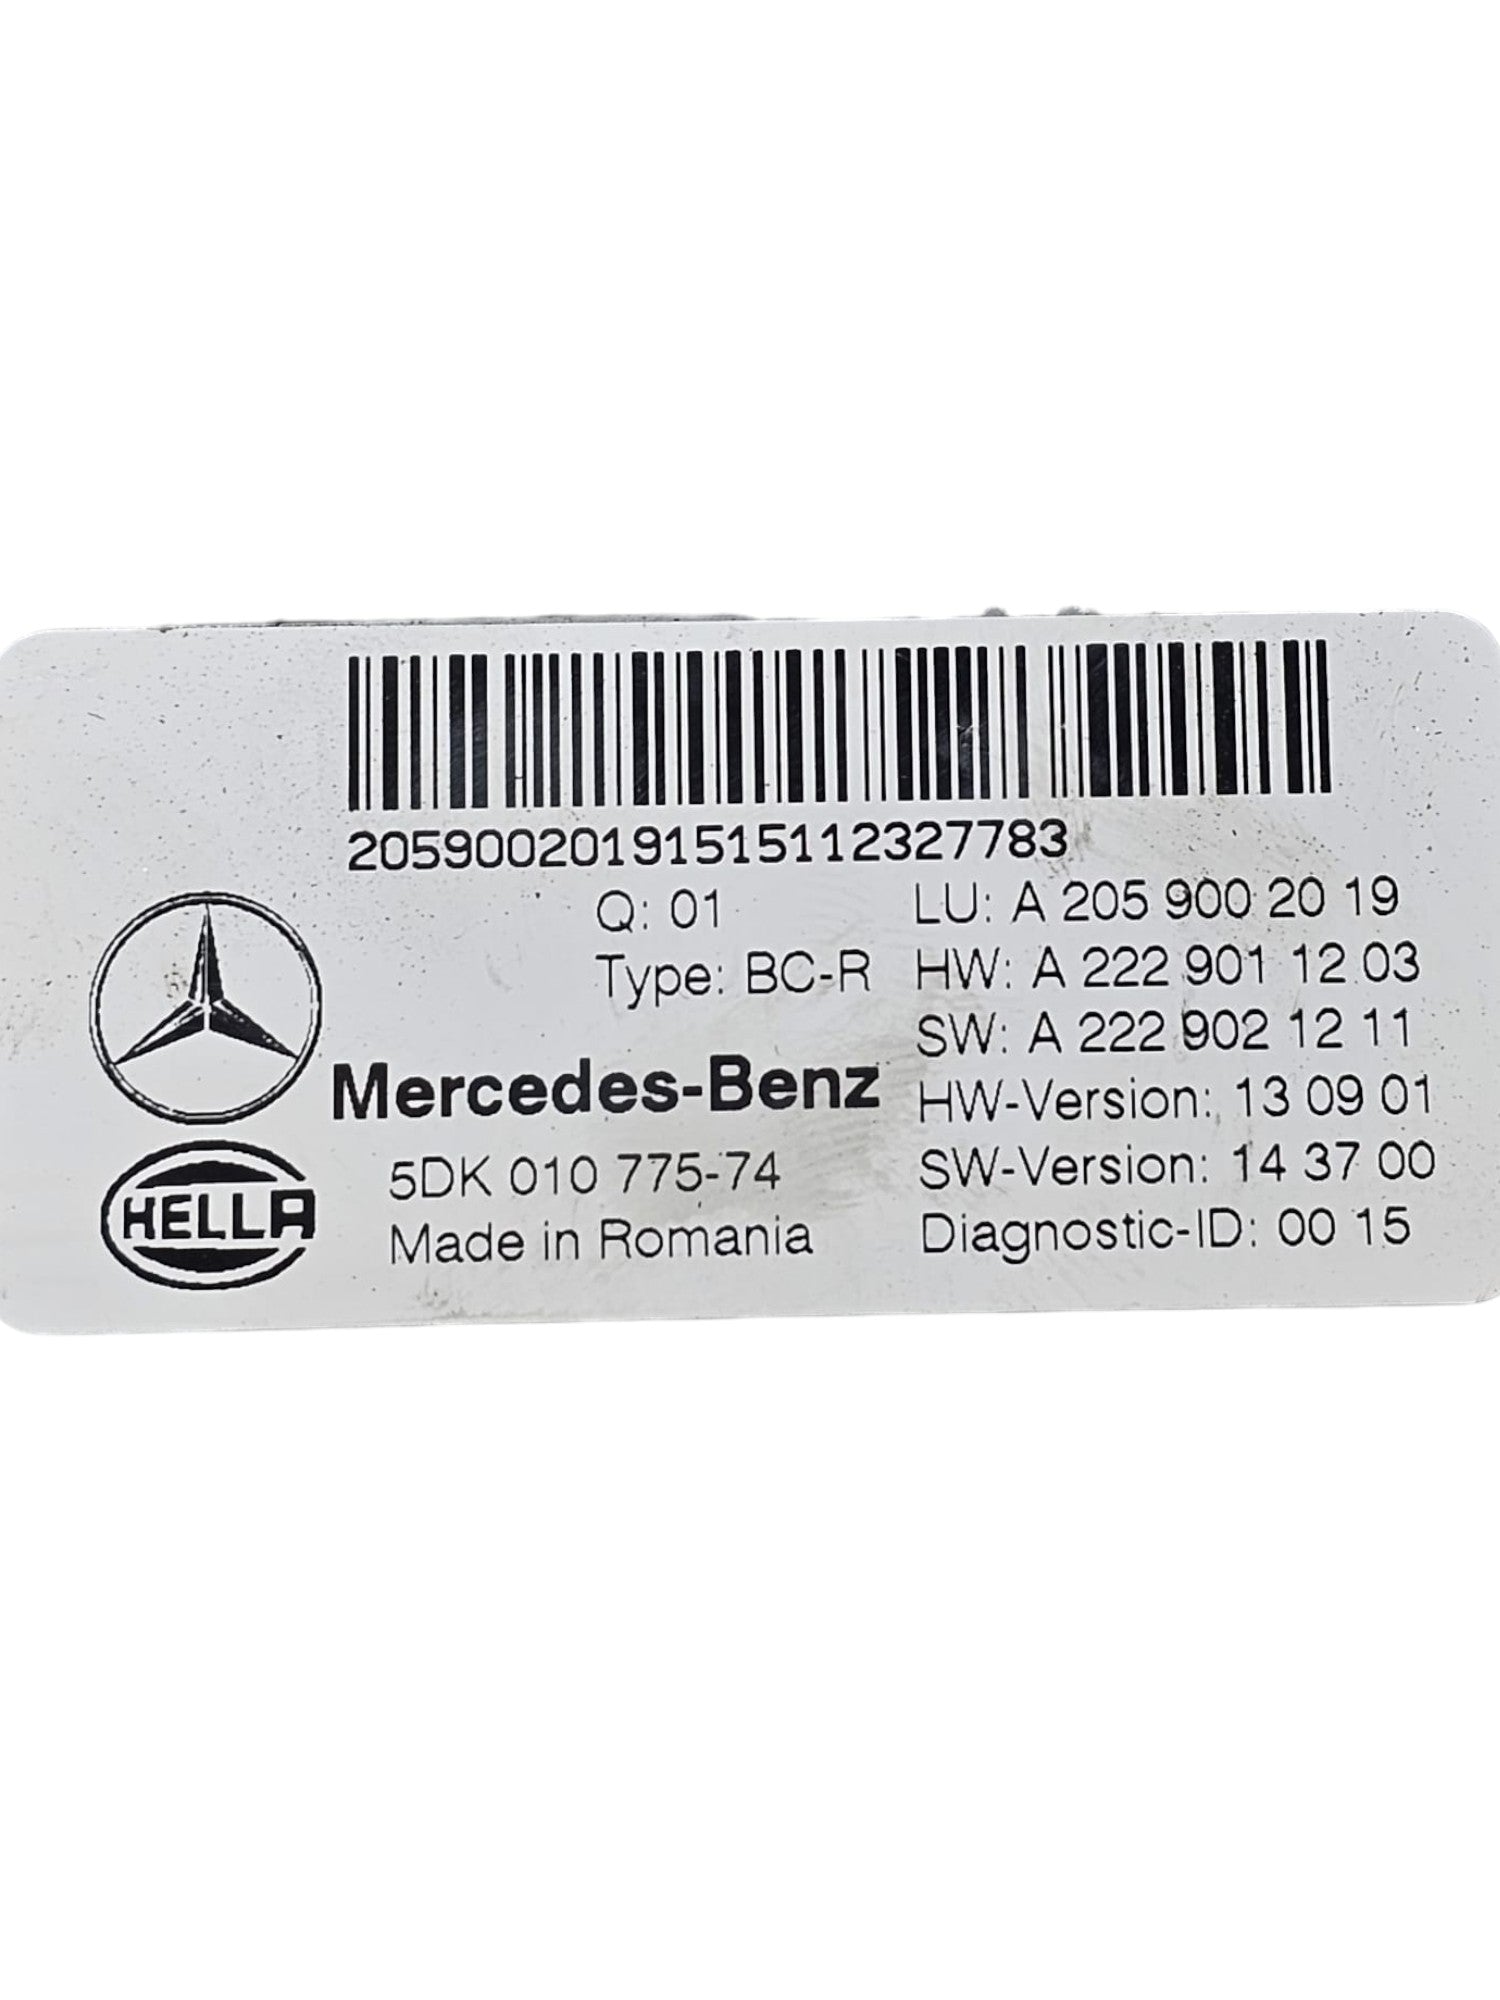 20590020191515112327783
Q: 01
LU: A 205 900 20 19
Type: BC-R
HW: A 222 901 12 03
SW: A 222 902 12 11
Mercedes-Benz
HW-Version: 13 09 01
5DK 010 775-74
SW-Version: 14 37 00
HELLA
Made in Romania
Diagnostic-ID: 00 15